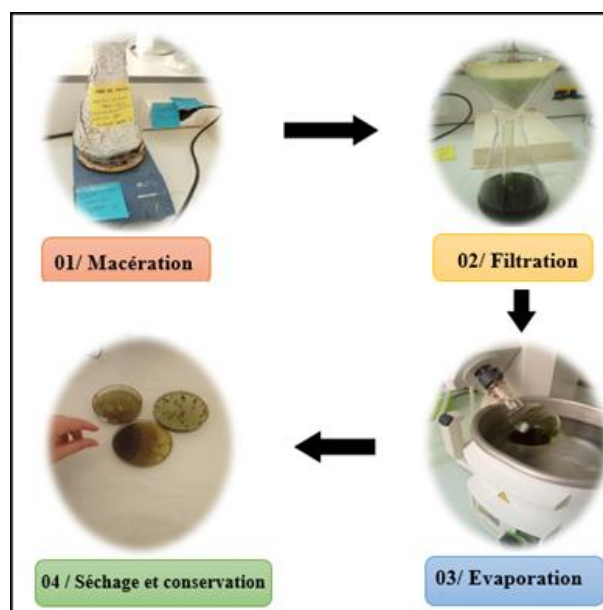 01/ Macération
02/ Filtration
03/ Evaporation
04 / Séchage et conservation